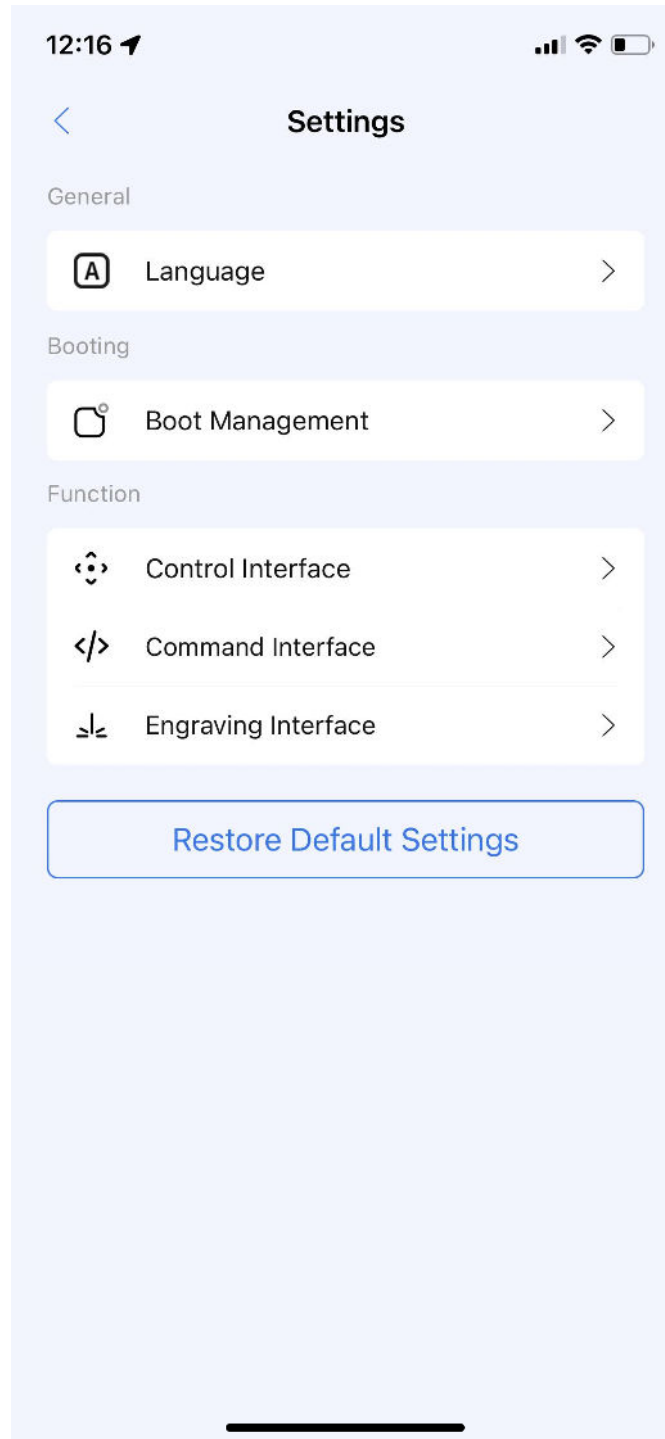 12:16
Settings
General
Language
Booting
Boot Management
Function
Control Interface
Command Interface
Engraving Interface
Restore Default Settings